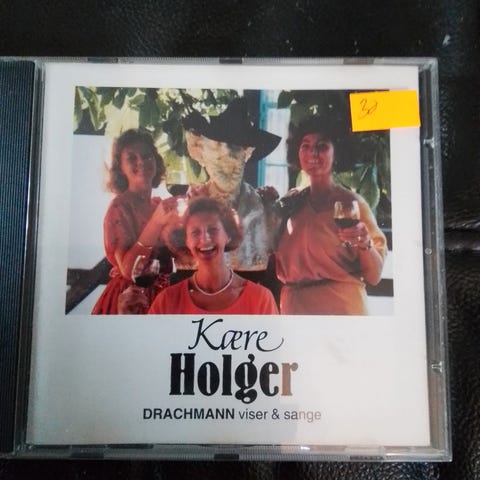 30
Kære
Holger
DRACHMANN viser & sange